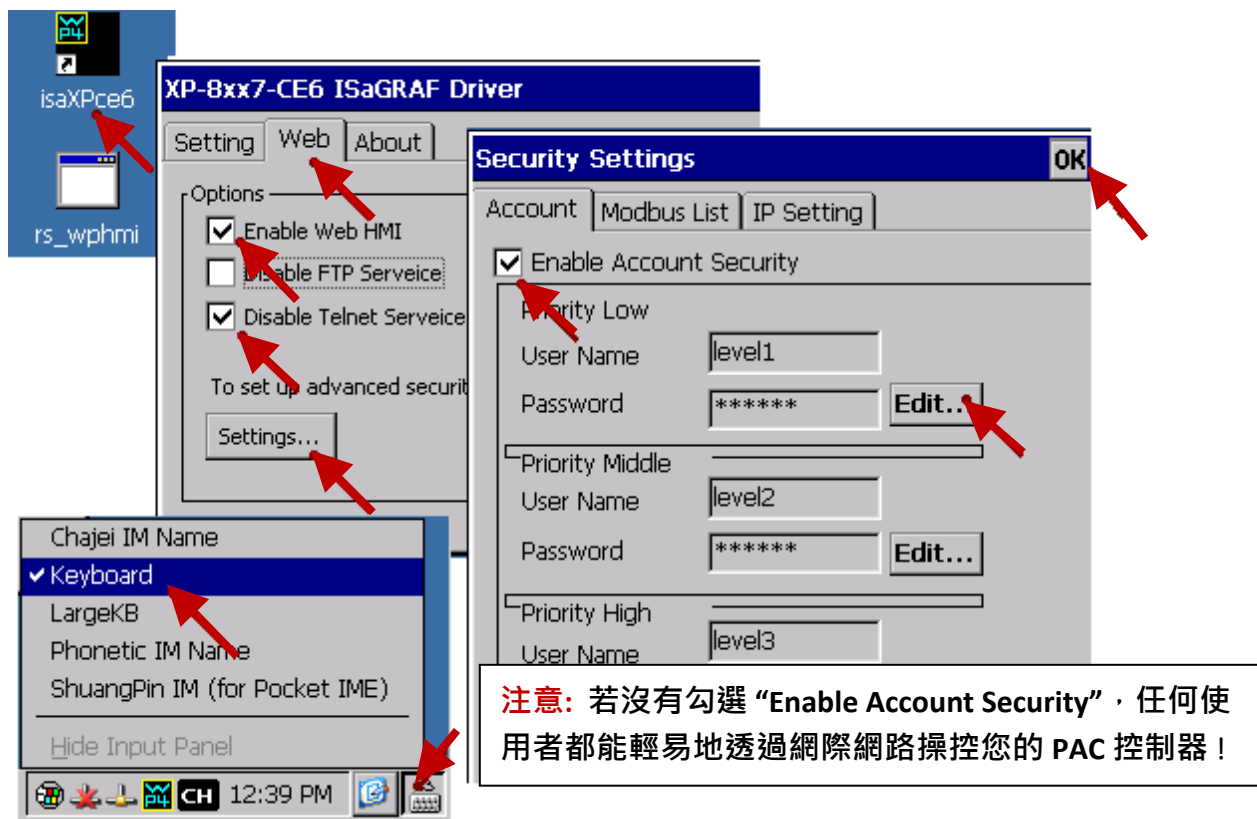 P4
isaXPce6
rs_wphmi
XP-8xx7-CE6 ISaGRAF Driver
Setting Web About
Options
Enable Web HMI
Disable FTP Serveice
Disable Telnet Serveice
To set up advanced securit
Settings...
Security Settings
OK
Account Modbus List IP Setting
Enable Account Security
Priority Low
User Name level1
Password ****** Edit...
Priority Middle
User Name level2
Password ****** Edit...
Priority High
User Name level3
Chajei IM Name
Keyboard
LargeKB
Phonetic IM Name
ShuangPin IM (for Pocket IME)
Hide Input Panel
P4 CH 12:39 PM
注意: 若沒有勾選 “Enable Account Security”，任何使
用者都能輕易地透過網際網路操控您的 PAC 控制器！